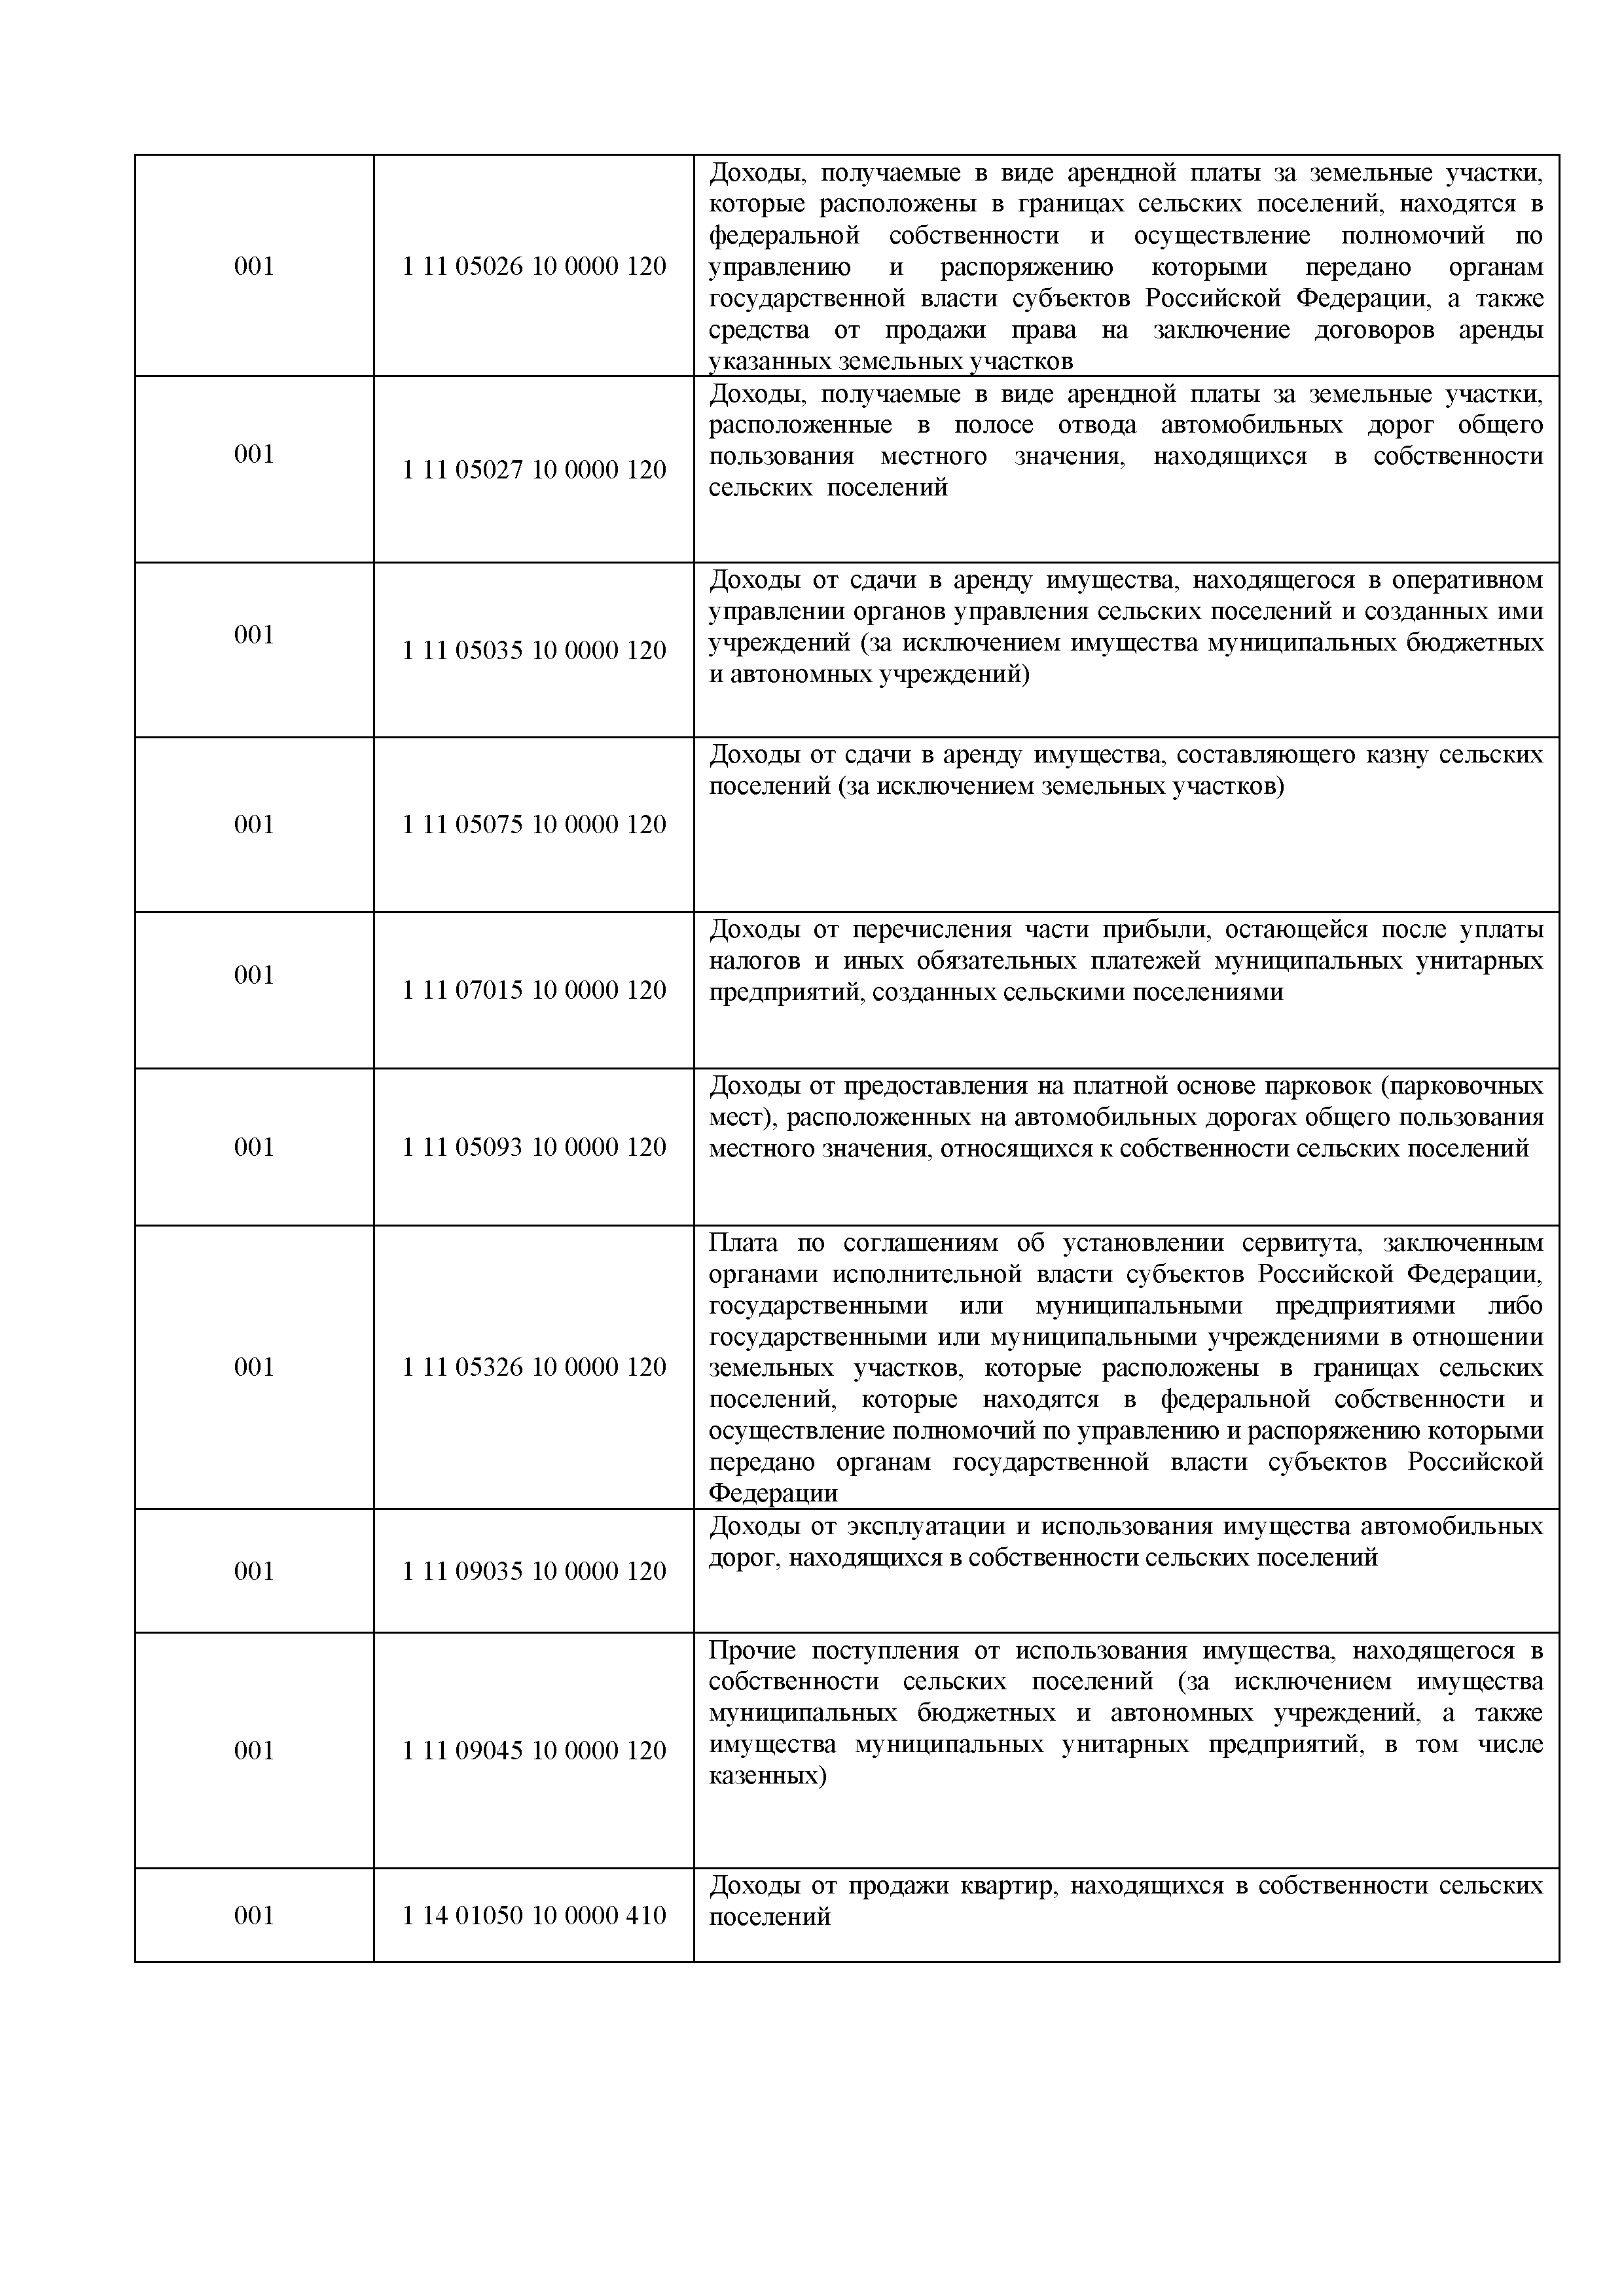 001
1 11 05026 10 0000 120
Доходы, получаемые в виде арендной платы за земельные участки,
которые расположены в границах сельских поселений, находятся в
федеральной собственности и осуществление полномочий по
управлению и распоряжению которыми передано органам
государственной власти субъектов Российской Федерации, а также
средства от продажи права на заключение договоров аренды
указанных земельных участков
001
1 11 05027 10 0000 120
Доходы, получаемые в виде арендной платы за земельные участки,
расположенные в полосе отвода автомобильных дорог общего
пользования местного значения, находящихся в собственности
сельских поселений
001
1 11 05035 10 0000 120
Доходы от сдачи в аренду имущества, находящегося в оперативном
управлении органов управления сельских поселений и созданных ими
учреждений (за исключением имущества муниципальных бюджетных
и автономных учреждений)
001
1 11 05075 10 0000 120
Доходы от сдачи в аренду имущества, составляющего казну сельских
поселений (за исключением земельных участков)
001
1 11 07015 10 0000 120
Доходы от перечисления части прибыли, остающейся после уплаты
налогов и иных обязательных платежей муниципальных унитарных
предприятий, созданных сельскими поселениями
001
1 11 05093 10 0000 120
Доходы от предоставления на платной основе парковок (парковочных
мест), расположенных на автомобильных дорогах общего пользования
местного значения, относящихся к собственности сельских поселений
001
1 11 05326 10 0000 120
Плата по соглашениям об установлении сервитута, заключенным
органами исполнительной власти субъектов Российской Федерации,
государственными или муниципальными предприятиями либо
государственными или муниципальными учреждениями в отношении
земельных участков, которые расположены в границах сельских
поселений, которые находятся в федеральной собственности и
осуществление полномочий по управлению и распоряжению которыми
передано органам государственной власти субъектов Российской
Федерации
001
1 11 09035 10 0000 120
Доходы от эксплуатации и использования имущества автомобильных
дорог, находящихся в собственности сельских поселений
001
1 11 09045 10 0000 120
Прочие поступления от использования имущества, находящегося в
собственности сельских поселений (за исключением имущества
муниципальных бюджетных и автономных учреждений, а также
имущества муниципальных унитарных предприятий, в том числе
казенных)
001
1 14 01050 10 0000 410
Доходы от продажи квартир, находящихся в собственности сельских
поселений